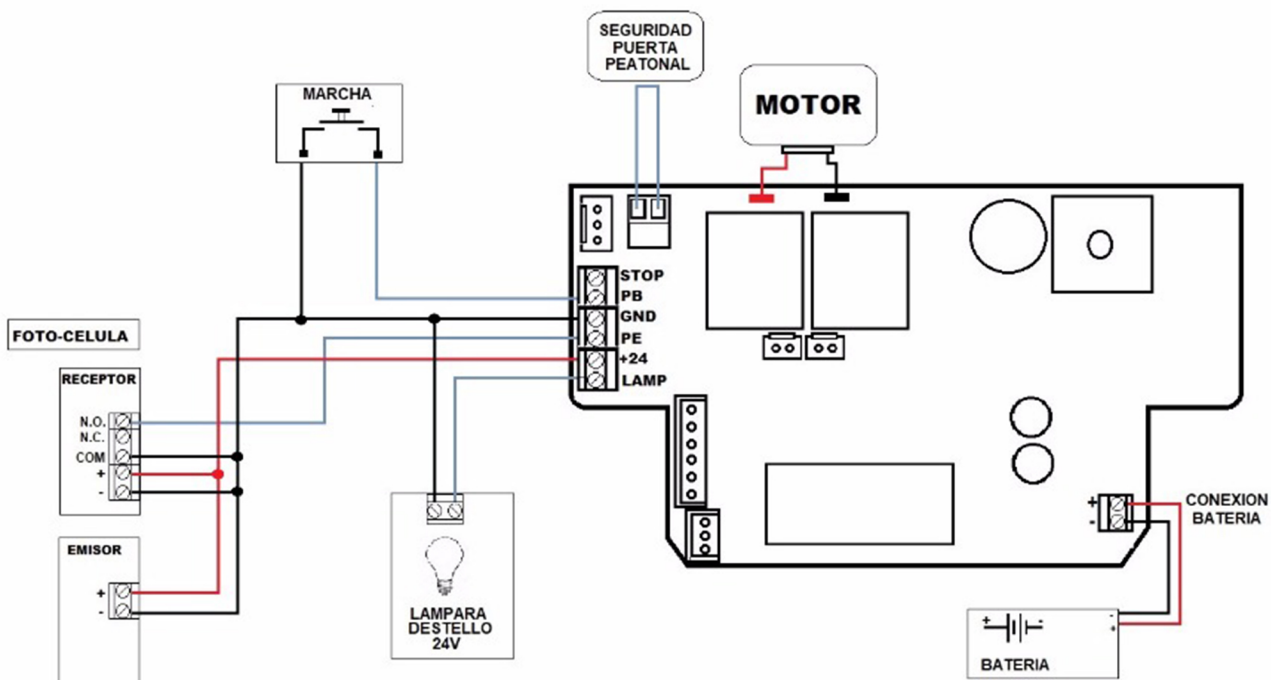 SEGURIDAD
PUERTA
PEATONAL
MARCHA
MOTOR
STOP
PB
GND
PE
+24
LAMP
FOTO-CELULA
RECEPTOR
N.O.
N.C.
COM
+
-
EMISOR
+
-
LAMPARA
DESTELLO
24V
+
-
CONEXION
BATERIA
+ -
-
+
BATERIA